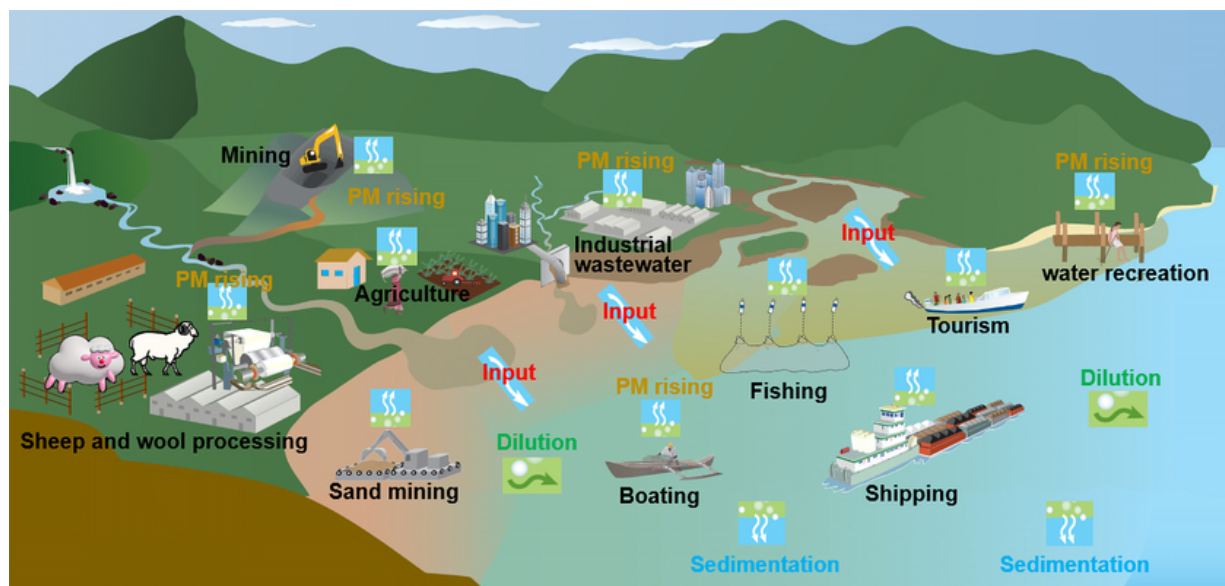 Mining
PM rising
PM rising
PM rising
Input
Industrial
wastewater
water recreation
PM rising
Agriculture
Input
Tourism
Input
Fishing
PM rising
Dilution
Sheep and wool processing
Dilution
Sand mining
Boating
Shipping
Sedimentation
Sedimentation